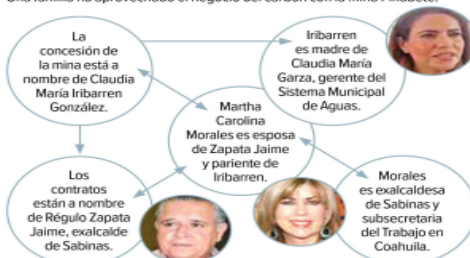 Una familia ha aprovechado el negocio del carbón con la mina Pinabete.
La
concesión de
la mina está a
nombre de Claudia
María Iribarren
González.
Iribarren
es madre de
Claudia María
Garza, gerente del
Sistema Municipal
de Aguas.
Martha
Carolina
Morales es esposa
de Zapata Jaime
y pariente de
Iribarren.
Los
contratos
están a nombre
de Régulo Zapata
Jaime, exalcalde
de Sabinas.
Morales
es exalcaldesa
de Sabinas y
subsecretaria
del Trabajo en
Coahuila.